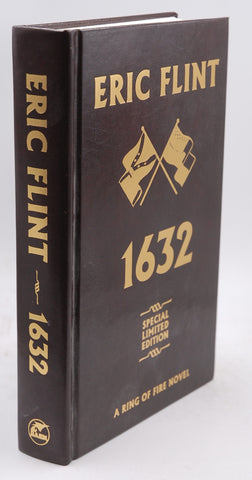 ERIC FLINT
1632
SPECIAL
LIMITED
EDITION
A RING OF FIRE NOVEL
ERIC FLINT 1632